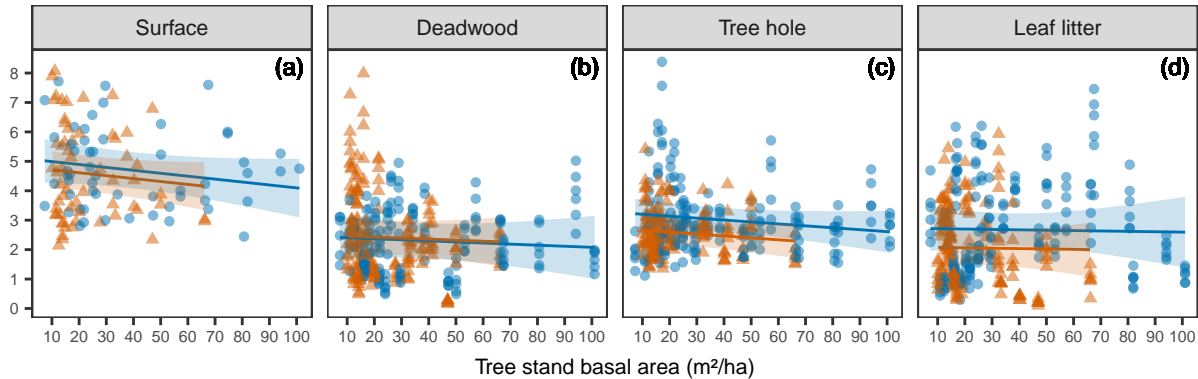 Surface Deadwood Tree hole Leaf litter
(a) (b) (c) (d)
8
7
6
5
4
3
2
1
0
10 20 30 40 50 60 70 80 90 100 10 20 30 40 50 60 70 80 90 100 10 20 30 40 50 60 70 80 90 100 10 20 30 40 50 60 70 80 90 100
Tree stand basal area (m²/ha)